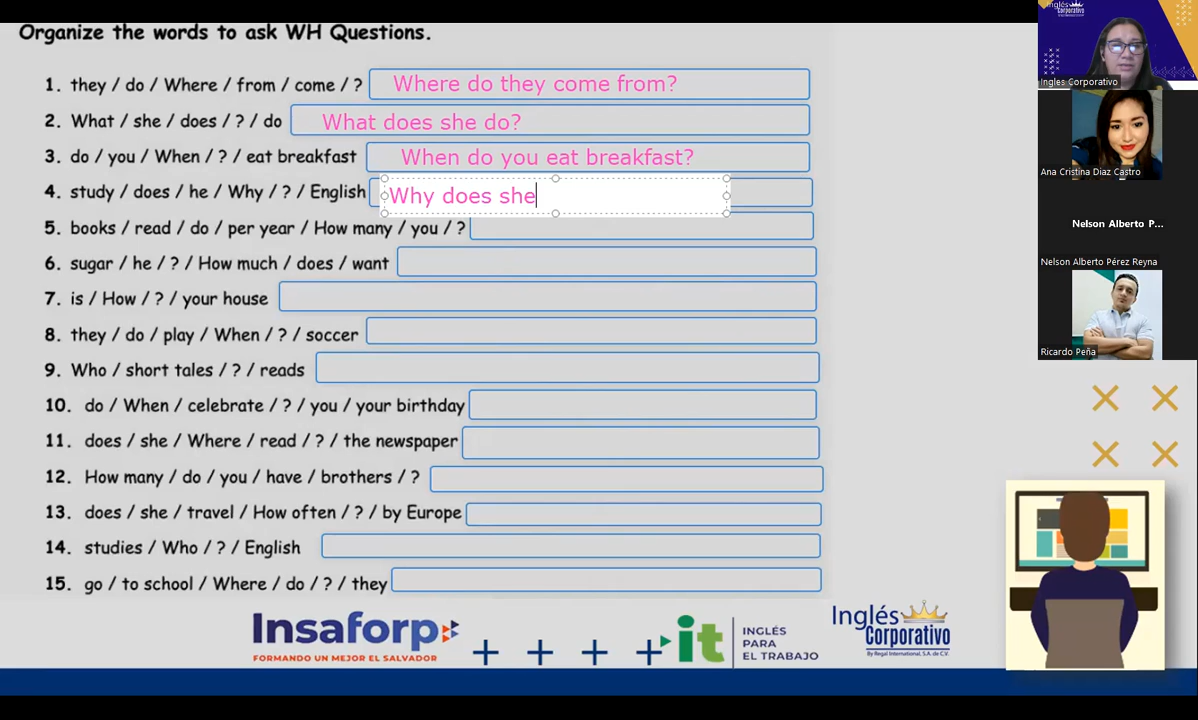 Organize the words to ask WH Questions.
1. they / do / Where / from / come / ? Where do they come from?
2. What / she / does / ? / do What does she do?
3. do / you / When / ? / eat breakfast When do you eat breakfast?
4. study / does / he / Why / ? / English Why does she
5. books / read / do / per year / How many / you / ?
6. sugar / he / ? / How much / does / want
7. is / How / ? / your house
8. they / do / play / When / ? / soccer
9. Who / short tales / ? / reads
10. do / When / celebrate / ? / you / your birthday
11. does / she / Where / read / ? / the newspaper
12. How many / do / you / have / brothers / ?
13. does / she / travel / How often / ? / by Europe
14. studies / Who / ? / English
15. go / to school / Where / do / ? / they
Insaforp
FORMANDO UN MEJOR EL SALVADOR
it
INGLÉS
PARA
EL TRABAJO
Inglés
Corporativo
By Regal International, S.A. de C.V.
Inglés
Corporativo
Ingles Corporativo
Ana Cristina Diaz Castro
Nelson Alberto P...
Nelson Alberto Pérez Reyna
Ricardo Peña